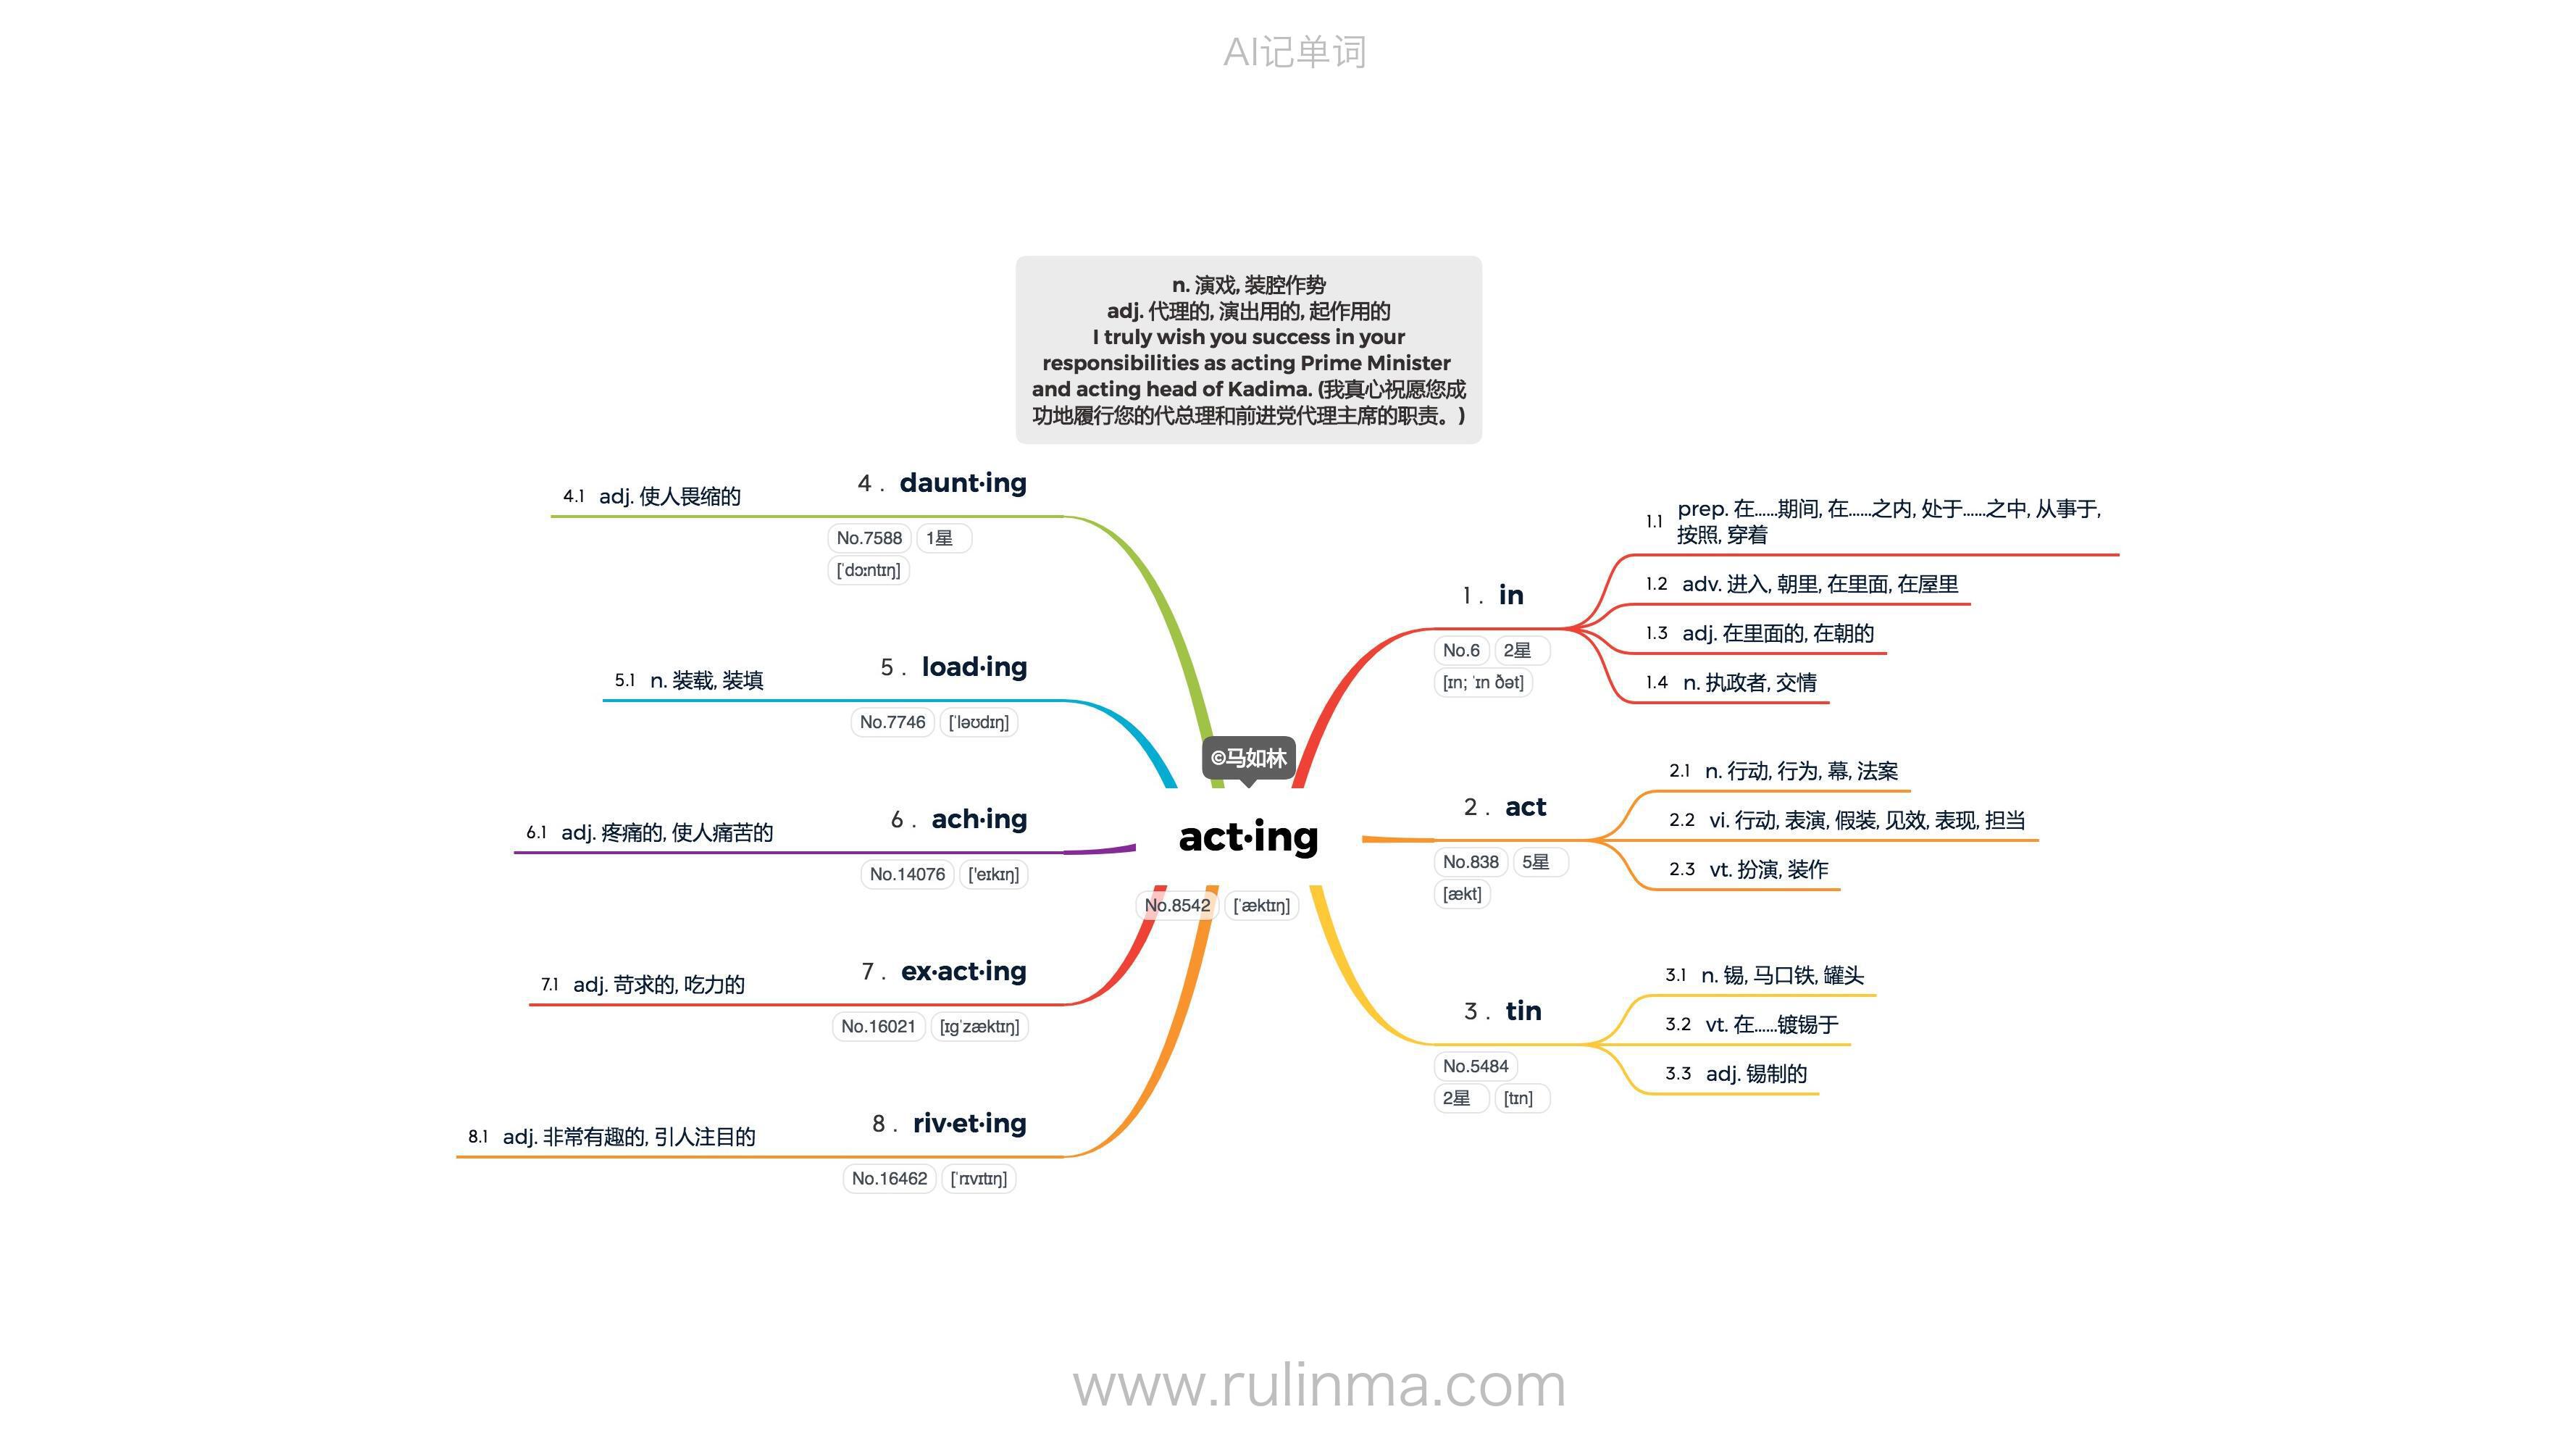 AI记单词
n. 演戏, 装腔作势
adj. 代理的, 演出用的, 起作用的
I truly wish you success in your
responsibilities as acting Prime Minister
and acting head of Kadima. (我真心祝愿您成
功地履行您的代总理和前进党代理主席的职责。)
©马如林
act·ing
No.8542 [ˈæktɪŋ]
1 . in
No.6 2星
[ɪn; ˈɪn ðət]
1.1 prep. 在……期间, 在……之内, 处于……之中, 从事于,
按照, 穿着
1.2 adv. 进入, 朝里, 在里面, 在屋里
1.3 adj. 在里面的, 在朝的
1.4 n. 执政者, 交情
2 . act
No.838 5星
[ækt]
2.1 n. 行动, 行为, 幕, 法案
2.2 vi. 行动, 表演, 假装, 见效, 表现, 担当
2.3 vt. 扮演, 装作
3 . tin
No.5484
2星 [tɪn]
3.1 n. 锡, 马口铁, 罐头
3.2 vt. 在……镀锡于
3.3 adj. 锡制的
4 . daunt·ing
No.7588 1星
[ˈdɔːntɪŋ]
4.1 adj. 使人畏缩的
5 . load·ing
No.7746 [ˈləʊdɪŋ]
5.1 n. 装载, 装填
6 . ach·ing
No.14076 ['eɪkɪŋ]
6.1 adj. 疼痛的, 使人痛苦的
7 . ex·act·ing
No.16021 [ɪɡˈzæktɪŋ]
7.1 adj. 苛求的, 吃力的
8 . riv·et·ing
No.16462 [ˈrɪvɪtɪŋ]
8.1 adj. 非常有趣的, 引人注目的
www.rulinma.com